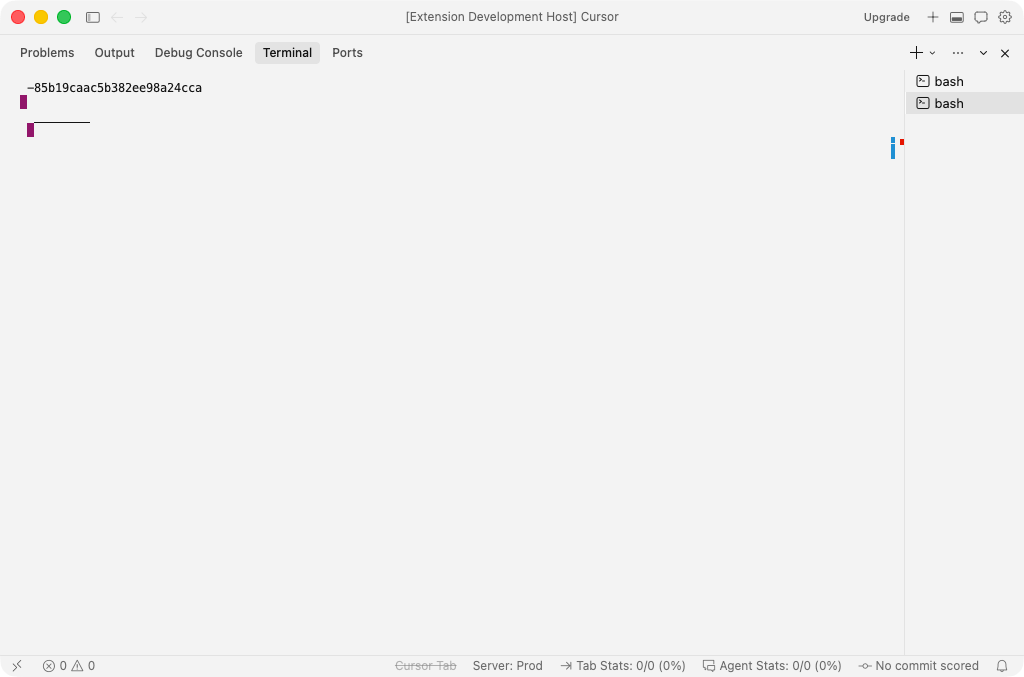 [Extension Development Host] Cursor
Upgrade
Problems Output Debug Console Terminal Ports
−85b19caac5b382ee98a24cca
bash
bash
0 0 Cursor Tab Server: Prod Tab Stats: 0/0 (0%) Agent Stats: 0/0 (0%) No commit scored